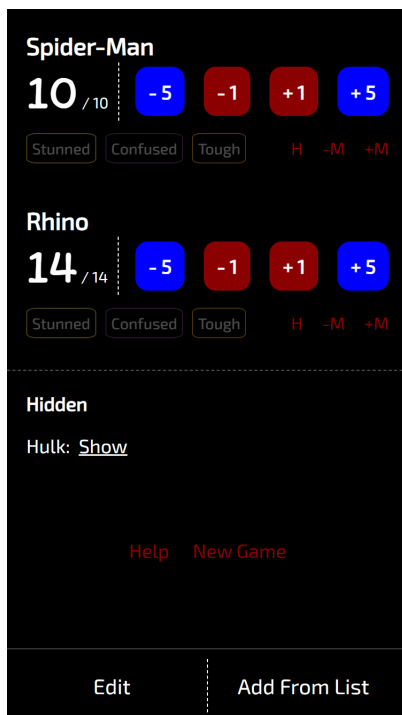 Spider-Man
10 / 10 - 5 - 1 + 1 + 5
Stunned Confused Tough H -M +M
Rhino
14 / 14 - 5 - 1 + 1 + 5
Stunned Confused Tough H -M +M
Hidden
Hulk: Show
Help New Game
Edit Add From List